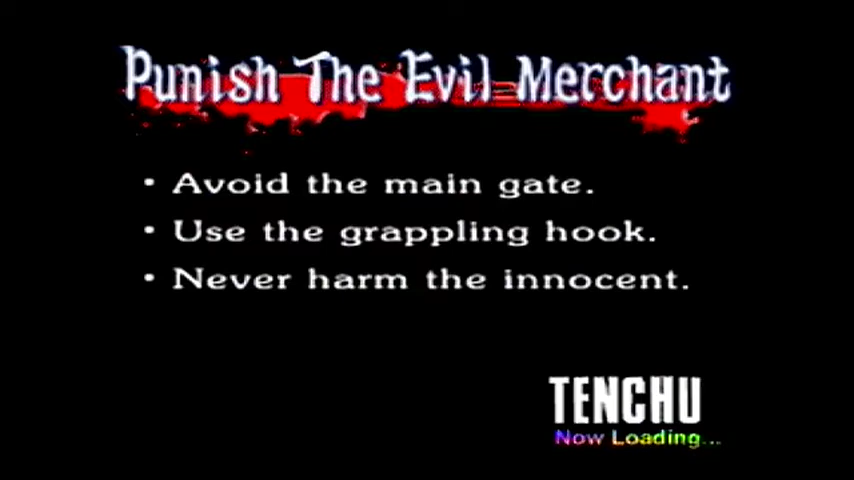 Punish The Evil Merchant
• Avoid the main gate.
• Use the grappling hook.
• Never harm the innocent.
TENCHU
Now Loading...